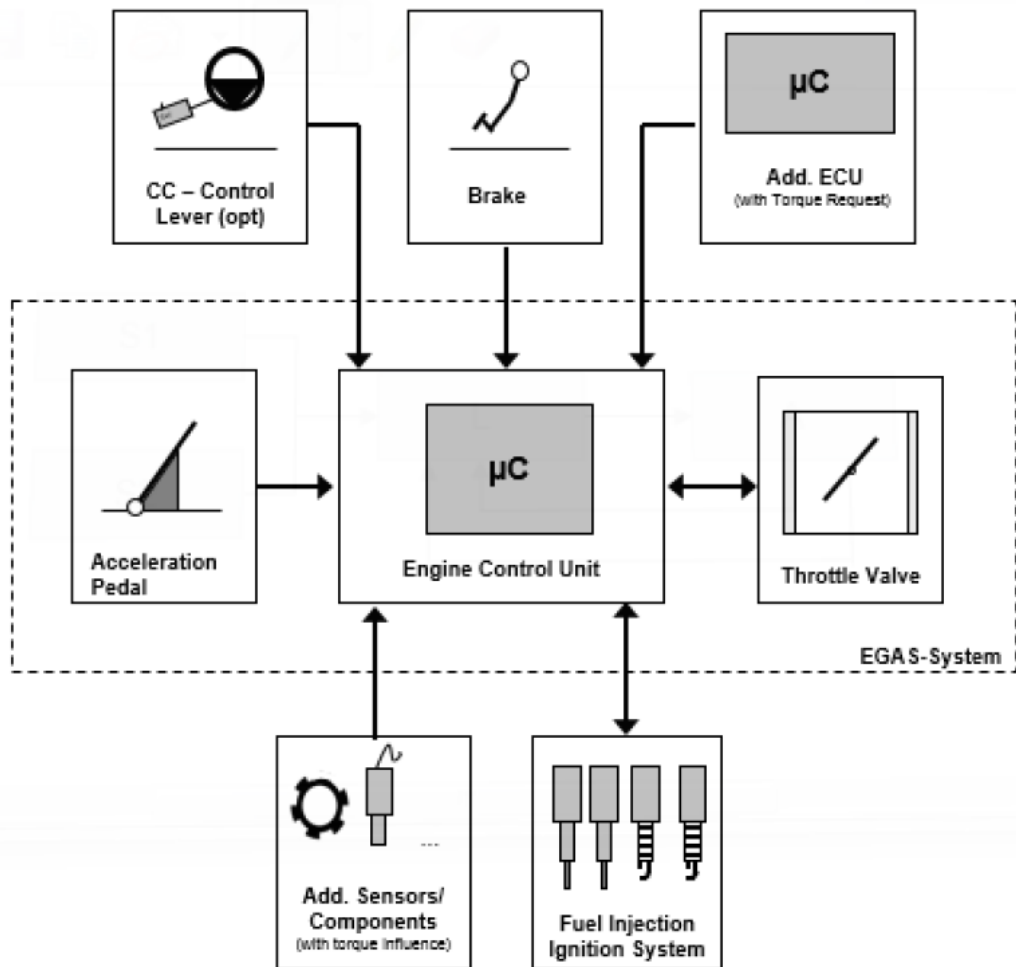 CC – Control
Lever (opt)
Brake
µC
Add. ECU
(with Torque Request)
S1
Acceleration
Pedal
µC
Engine Control Unit
Throttle Valve
EGAS-System
Add. Sensors/
Components
(with torque Influence)
...
Fuel Injection
Ignition System